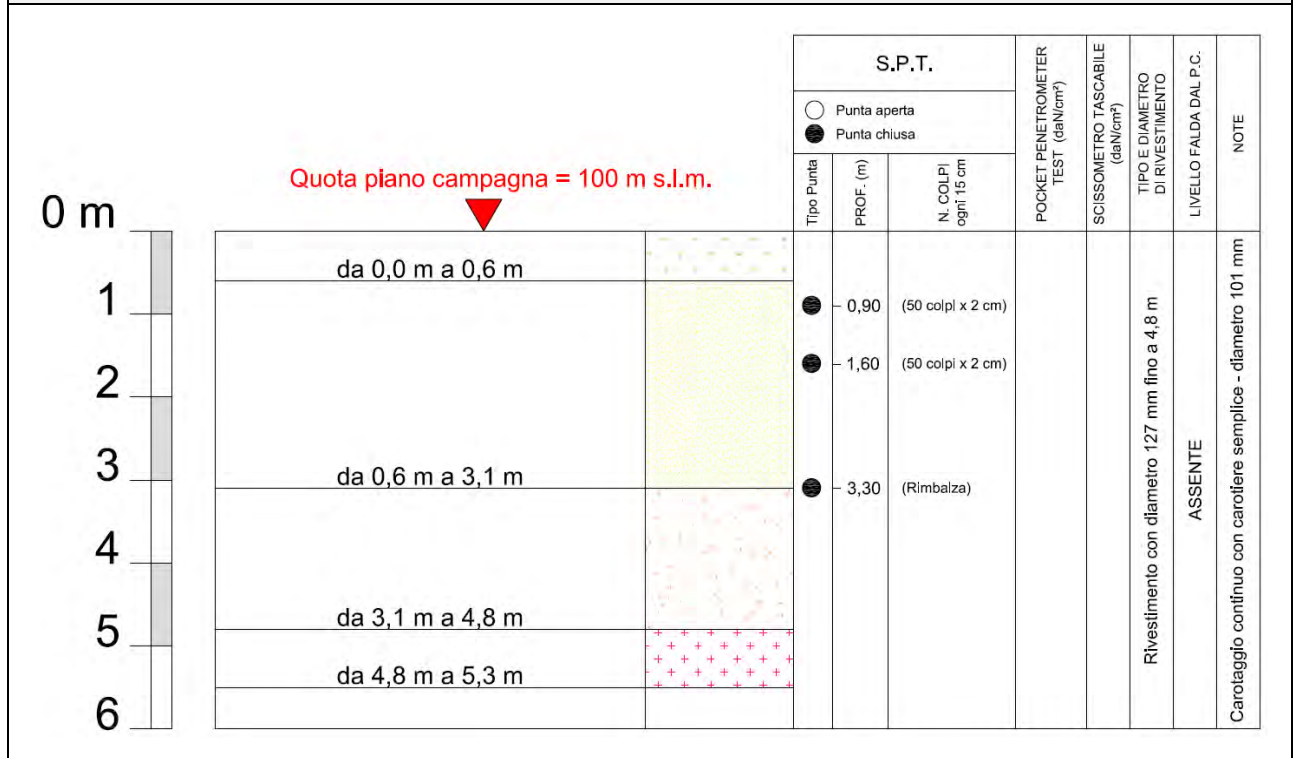 S.P.T.
Punta aperta
Punta chiusa
Tipo Punta
PROF. (m)
N. COLPI
ogni 15 cm
POCKET PENETROMETER
TEST (daN/cm²)
SCISSOMETRO TASCABILE
(daN/cm²)
TIPO E DIAMETRO
DI RIVESTIMENTO
LIVELLO FALDA DAL P.C.
NOTE
Quota piano campagna = 100 m s.l.m.
0 m
1
2
3
4
5
6
da 0,0 m a 0,6 m
da 0,6 m a 3,1 m
da 3,1 m a 4,8 m
da 4,8 m a 5,3 m
- 0,90 (50 colpi x 2 cm)
- 1,60 (50 colpi x 2 cm)
- 3,30 (Rimbalza)
Rivestimento con diametro 127 mm fino a 4,8 m
ASSENTE
Carotaggio continuo con carotiere semplice - diametro 101 mm